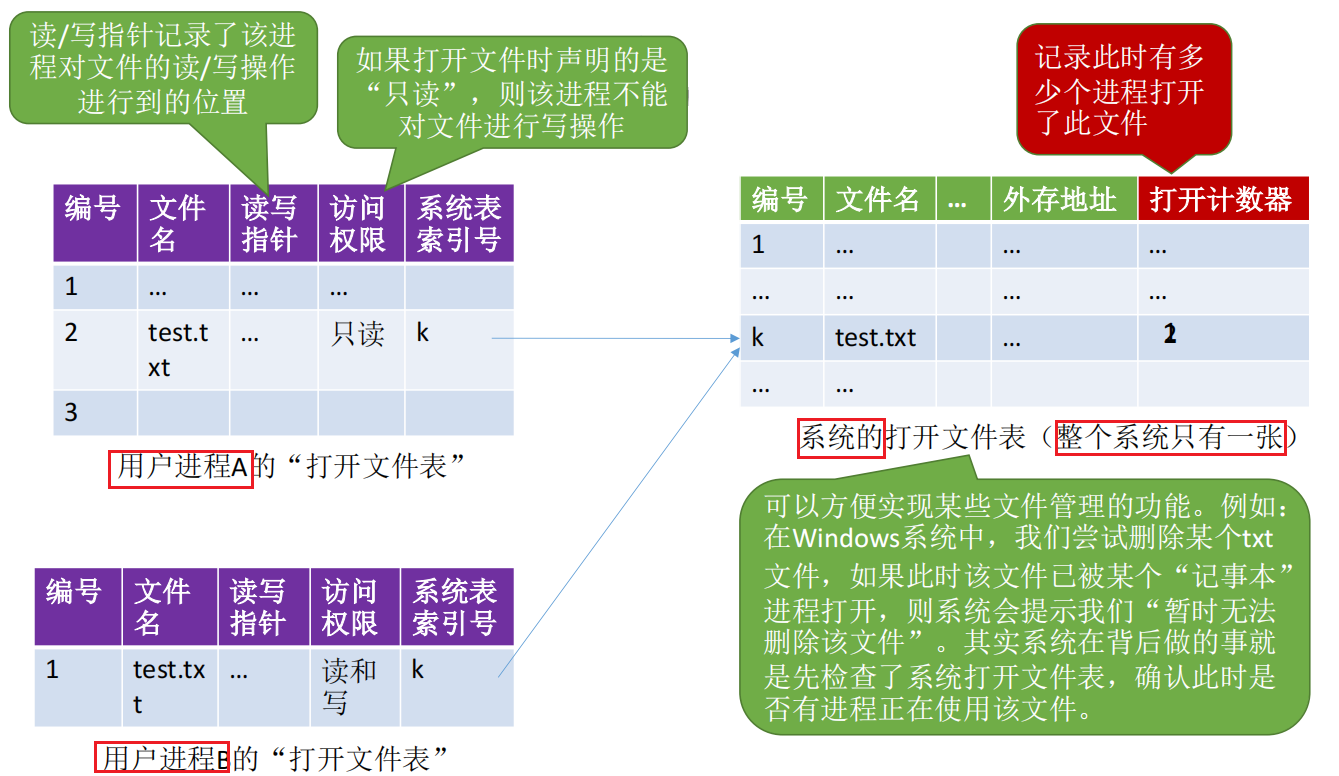 读/写指针记录了该进
程对文件的读/写操作
进行到的位置
如果打开文件时声明的是
“只读”，则该进程不能
对文件进行写操作
记录此时有多
少个进程打开
了此文件
编号 文件名 读写指针 访问权限 系统表索引号
1 … … …
2 test.txt … 只读 k
3
用户进程A的“打开文件表”
编号 文件名 … 外存地址 打开计数器
1 … … …
… … … …
k test.txt …
… …
系统的打开文件表（整个系统只有一张）
可以方便实现某些文件管理的功能。例如：
在Windows系统中，我们尝试删除某个txt
文件，如果此时该文件已被某个“记事本”
进程打开，则系统会提示我们“暂时无法
删除该文件”。其实系统在背后做的事就
是先检查了系统打开文件表，确认此时是
否有进程正在使用该文件。
编号 文件名 读写指针 访问权限 系统表索引号
1 test.txt … 读和写 k
用户进程B的“打开文件表”